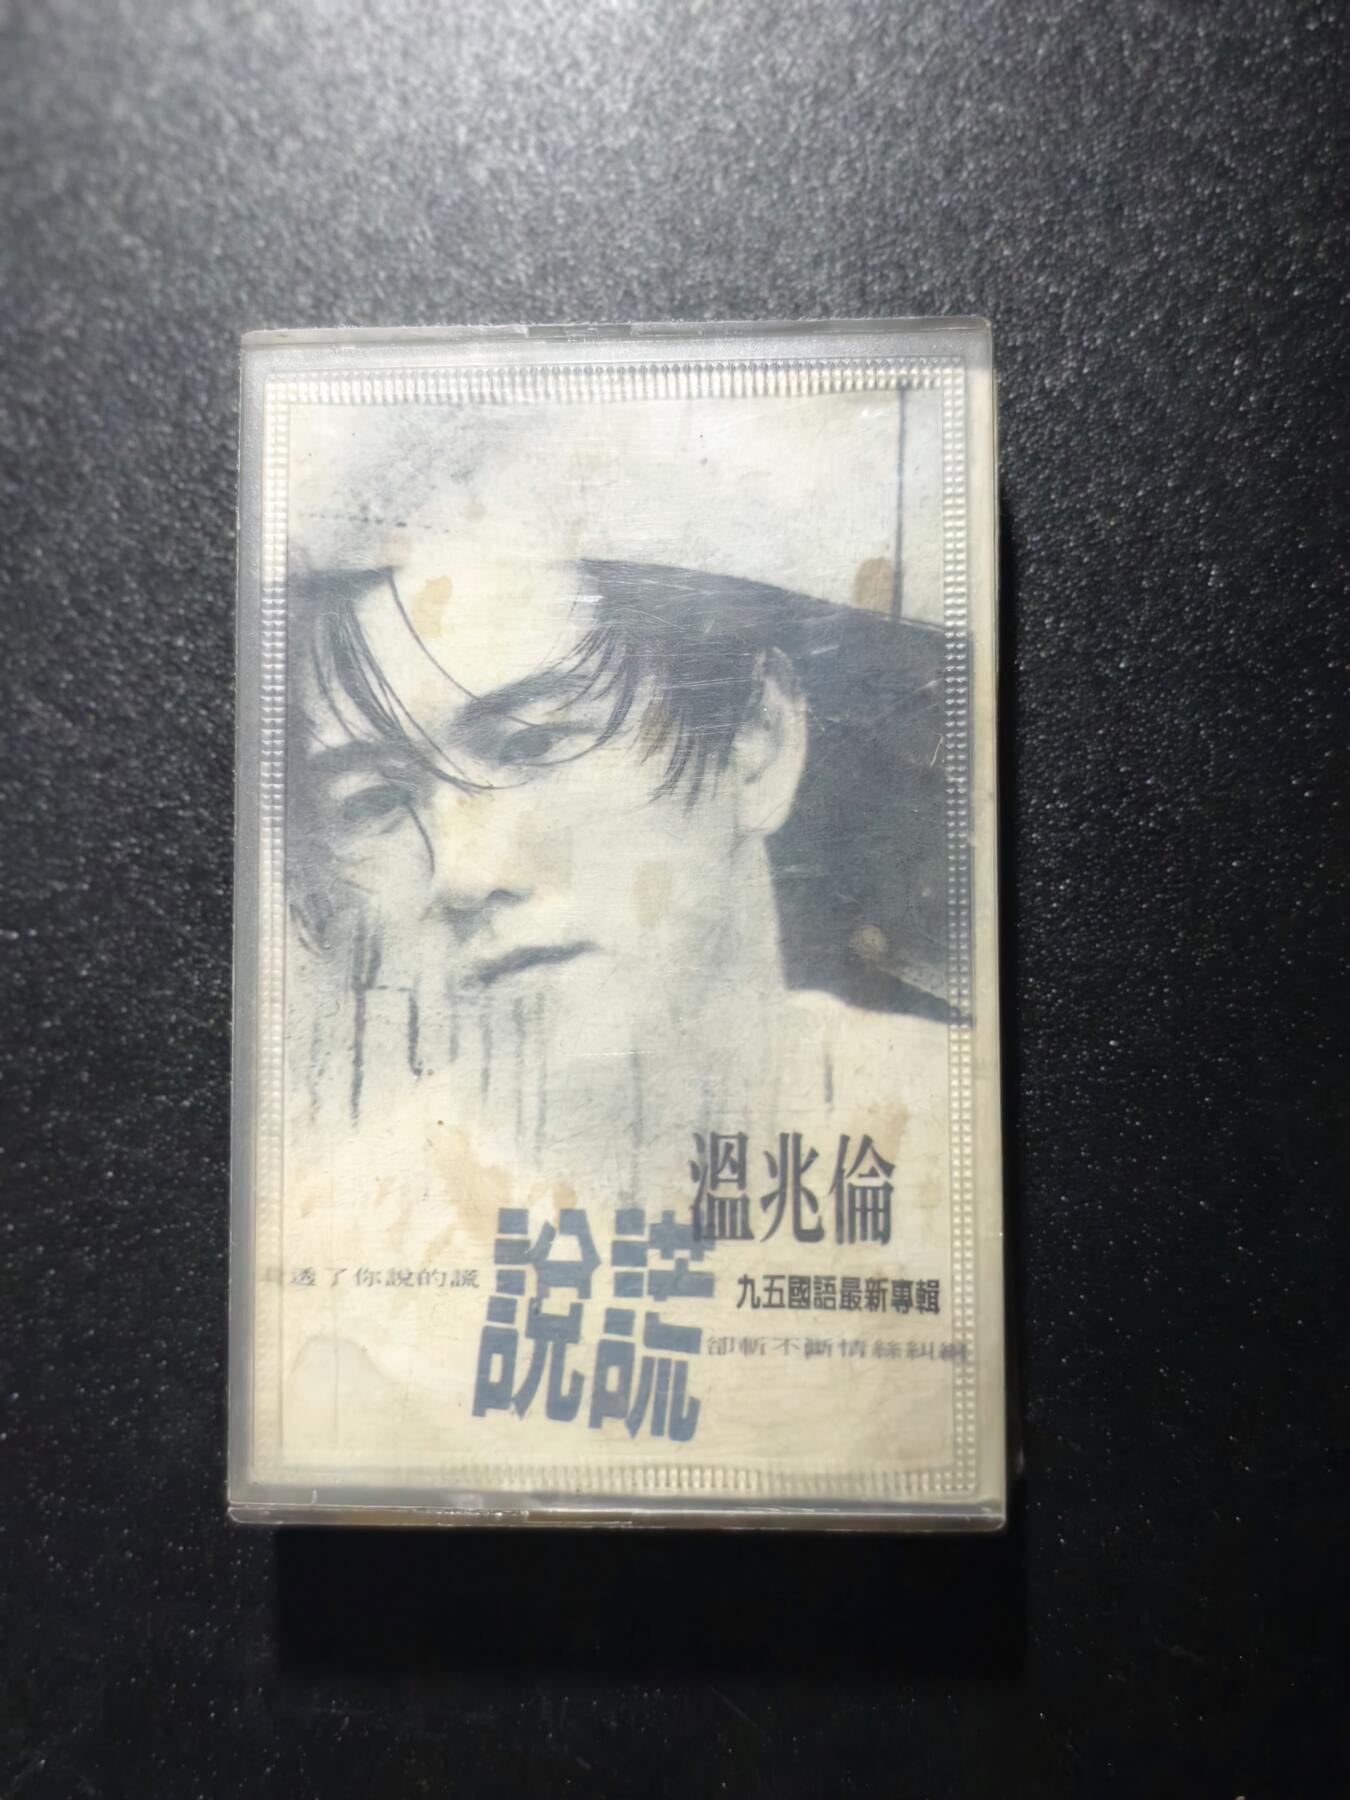 溫兆倫
說謊
透了你說的謊
九五國語最新專輯
卻斬不斷情絲糾纏